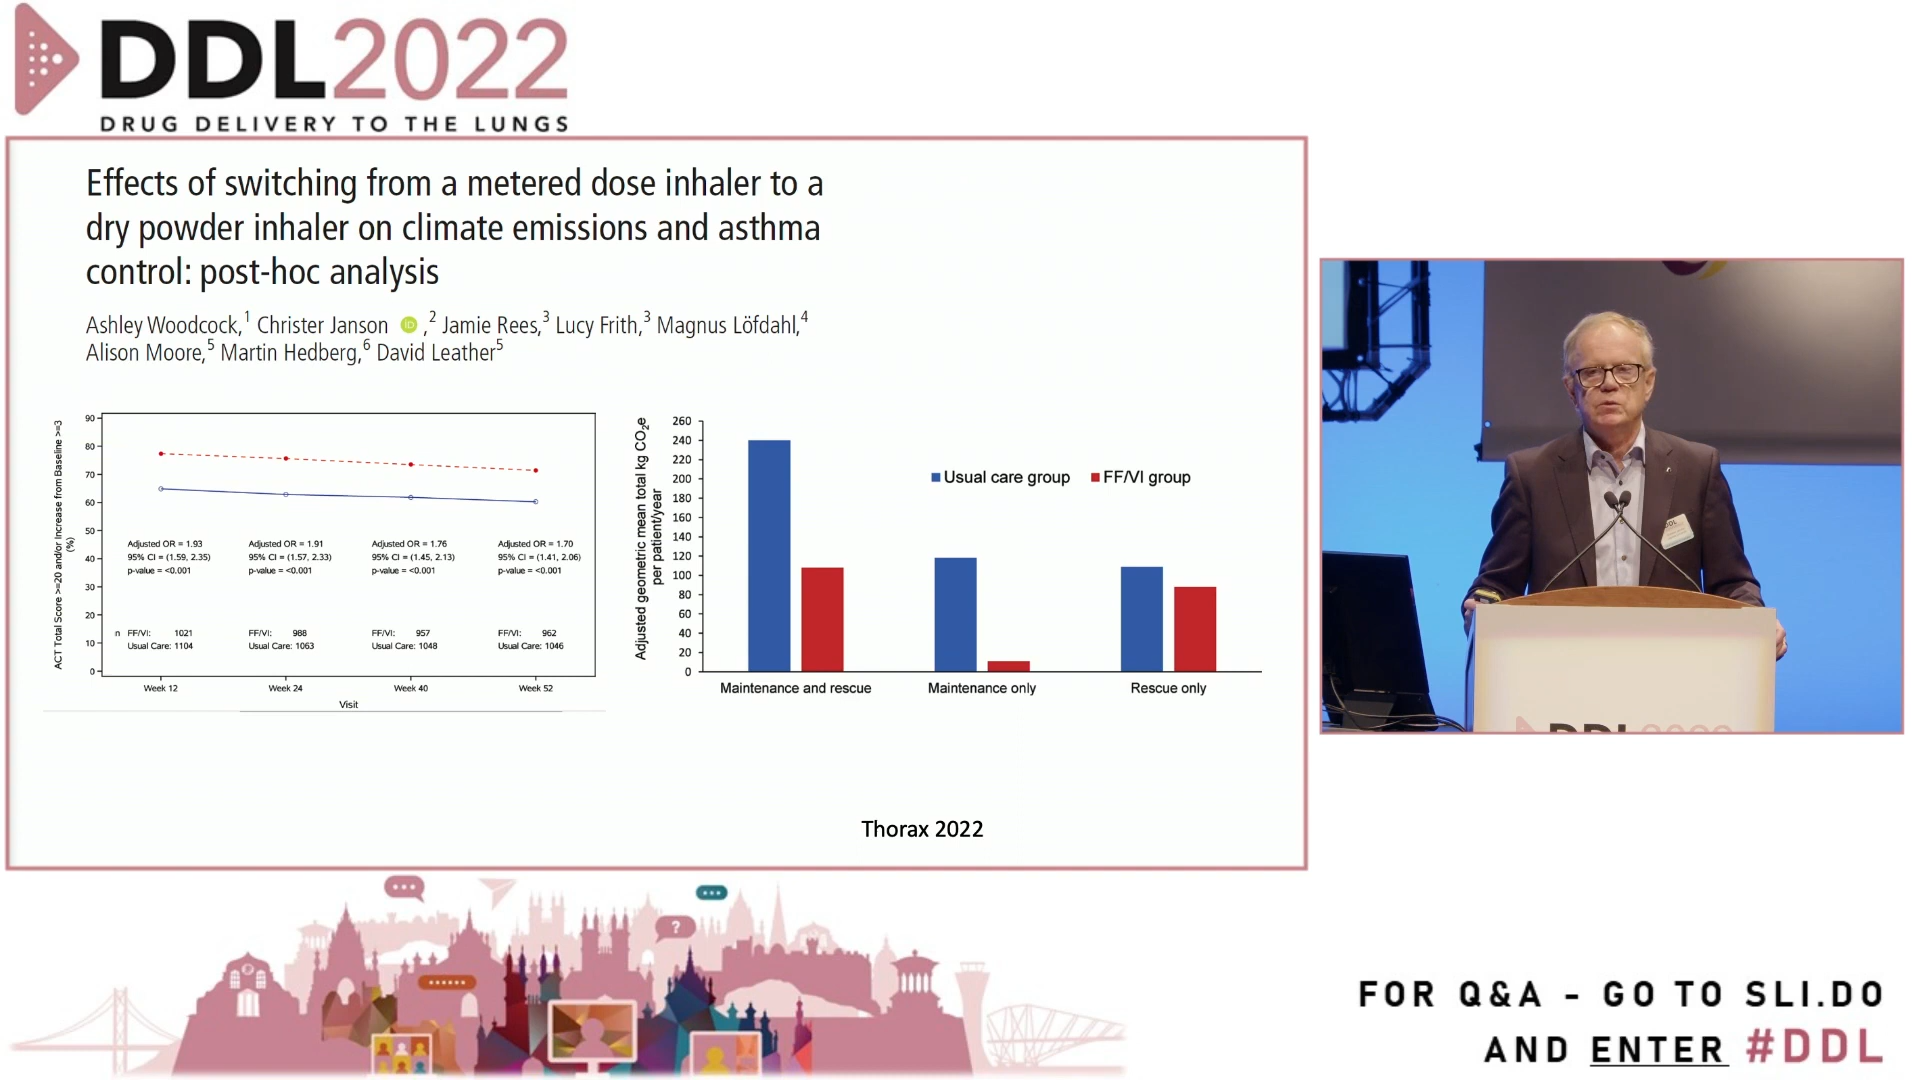 DDL2022
DRUG DELIVERY TO THE LUNGS
Effects of switching from a metered dose inhaler to a
dry powder inhaler on climate emissions and asthma
control: post-hoc analysis
Ashley Woodcock,1 Christer Janson iD ,2 Jamie Rees,3 Lucy Frith,3 Magnus Löfdahl,4
Alison Moore,5 Martin Hedberg,6 David Leather5
ACT Total Score >=20 and/or Increase from Baseline >=3
(%)
90
80
70
60
50
40
30
20
10
0
Adjusted OR = 1.93 Adjusted OR = 1.91 Adjusted OR = 1.76 Adjusted OR = 1.70
95% CI = (1.59, 2.35) 95% CI = (1.57, 2.33) 95% CI = (1.45, 2.13) 95% CI = (1.41, 2.06)
p-value = <0.001 p-value = <0.001 p-value = <0.001 p-value = <0.001
n FF/VI: 1021 FF/VI: 988 FF/VI: 957 FF/VI: 962
Usual Care: 1104 Usual Care: 1063 Usual Care: 1048 Usual Care: 1046
Week 12 Week 24 Week 40 Week 52
Visit
Adjusted geometric mean total kg CO2e
per patient/year
260
240
220
200
180
160
140
120
100
80
60
40
20
0
Usual care group FF/VI group
Maintenance and rescue Maintenance only Rescue only
Thorax 2022
DDL
DDL2022
?
FOR Q&A - GO TO SLI.DO
AND ENTER #DDL